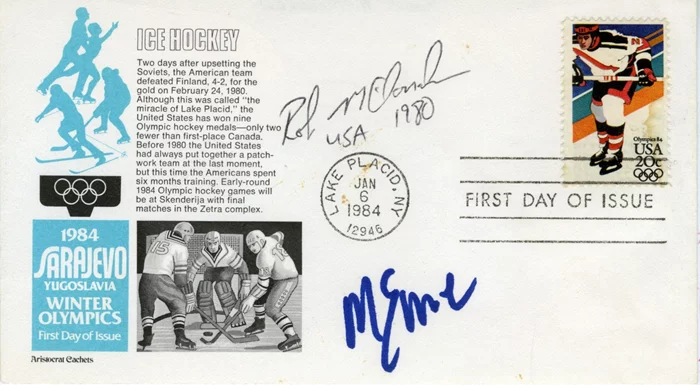 ICE HOCKEY
Two days after upsetting the
Soviets, the American team
defeated Finland, 4-2, for the
gold on February 24, 1980.
Although this was called "the
miracle of Lake Placid," the
United States has won nine
Olympic hockey medals—only two
fewer than first-place Canada.
Before 1980 the United States
had always put together a patch-
work team at the last moment,
but this time the Americans spent
six months training. Early-round
1984 Olympic hockey games will
be at Skenderija with final
matches in the Zetra complex.
1984
SARAJEVO
YUGOSLAVIA
WINTER
OLYMPICS
First Day of Issue
Aristocrat Cachets
15
Rob
USA 1980
LAKE PLACID, NY
JAN
6
1984
12946
Olympics 84
USA
20c
FIRST DAY OF ISSUE